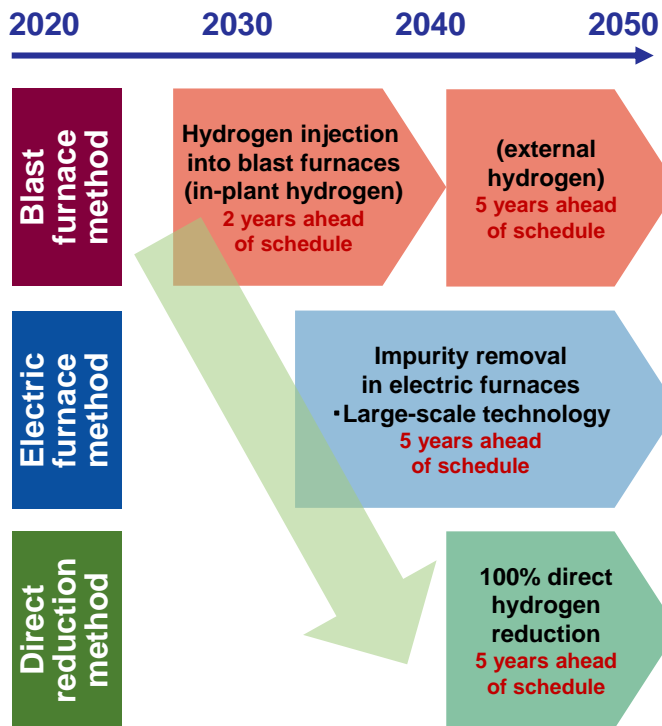 2020 2030 2040 2050
Blast
furnace
method
Hydrogen injection
into blast furnaces
(in-plant hydrogen)
2 years ahead
of schedule
(external
hydrogen)
5 years ahead
of schedule
Electric
furnace
method
Impurity removal
in electric furnaces
・Large-scale technology
5 years ahead
of schedule
Direct
reduction
method
100% direct
hydrogen
reduction
5 years ahead
of schedule